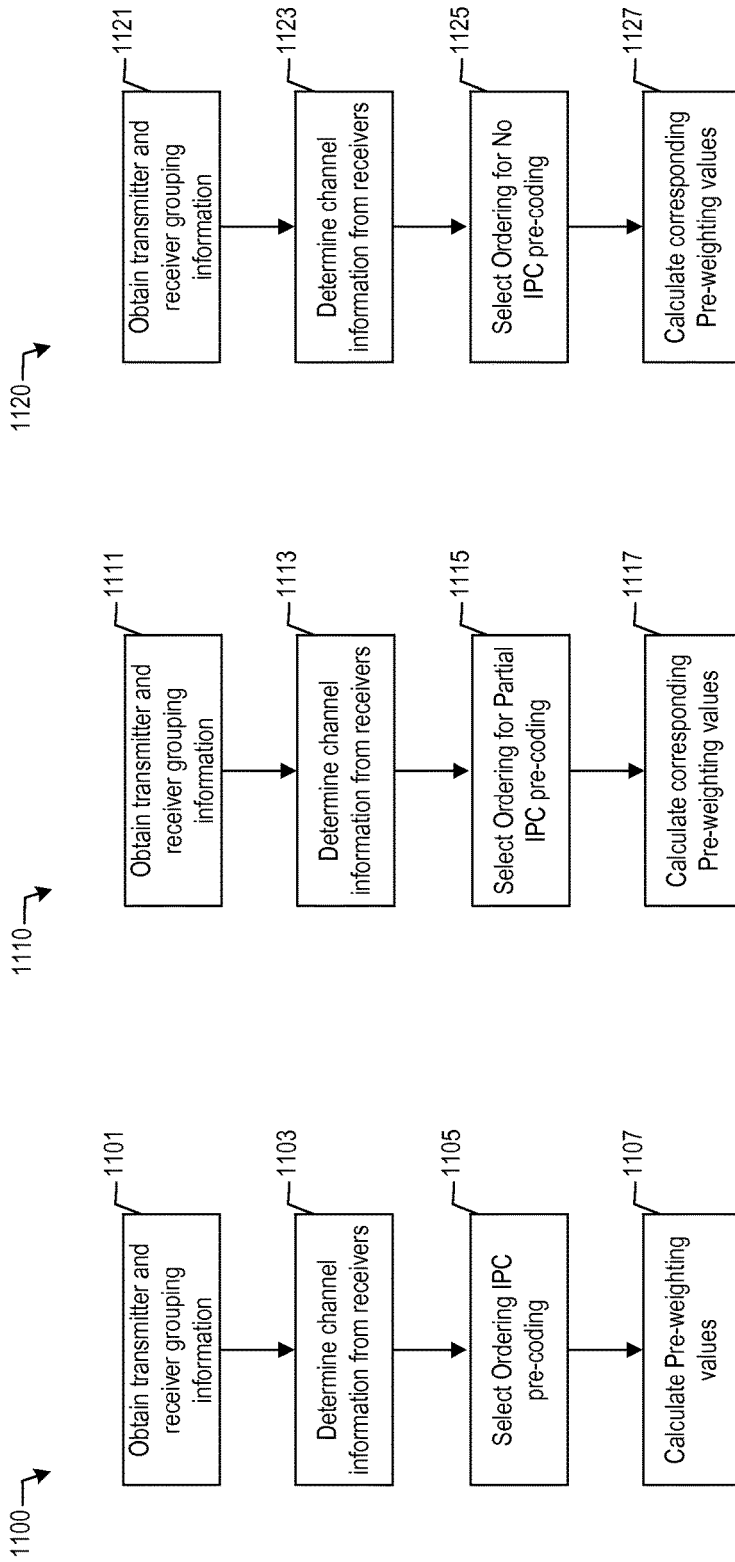 1100
Obtain transmitter and
receiver grouping
information
1101
Determine channel
information from receivers
1103
Select Ordering IPC
pre-coding
1105
Calculate Pre-weighting
values
1107
1110
Obtain transmitter and
receiver grouping
information
1111
Determine channel
information from receivers
1113
Select Ordering for Partial
IPC pre-coding
1115
Calculate corresponding
Pre-weighting values
1117
1120
Obtain transmitter and
receiver grouping
information
1121
Determine channel
information from receivers
1123
Select Ordering for No
IPC pre-coding
1125
Calculate corresponding
Pre-weighting values
1127